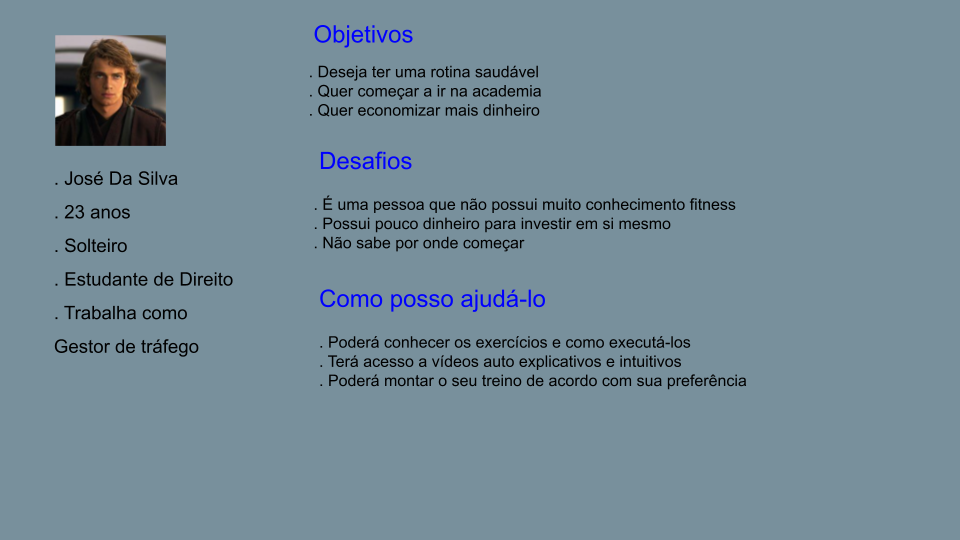 . José Da Silva
. 23 anos
. Solteiro
. Estudante de Direito
. Trabalha como
Gestor de tráfego
Objetivos
. Deseja ter uma rotina saudável
. Quer começar a ir na academia
. Quer economizar mais dinheiro
Desafios
. É uma pessoa que não possui muito conhecimento fitness
. Possui pouco dinheiro para investir em si mesmo
. Não sabe por onde começar
Como posso ajudá-lo
. Poderá conhecer os exercícios e como executá-los
. Terá acesso a vídeos auto explicativos e intuitivos
. Poderá montar o seu treino de acordo com sua preferência